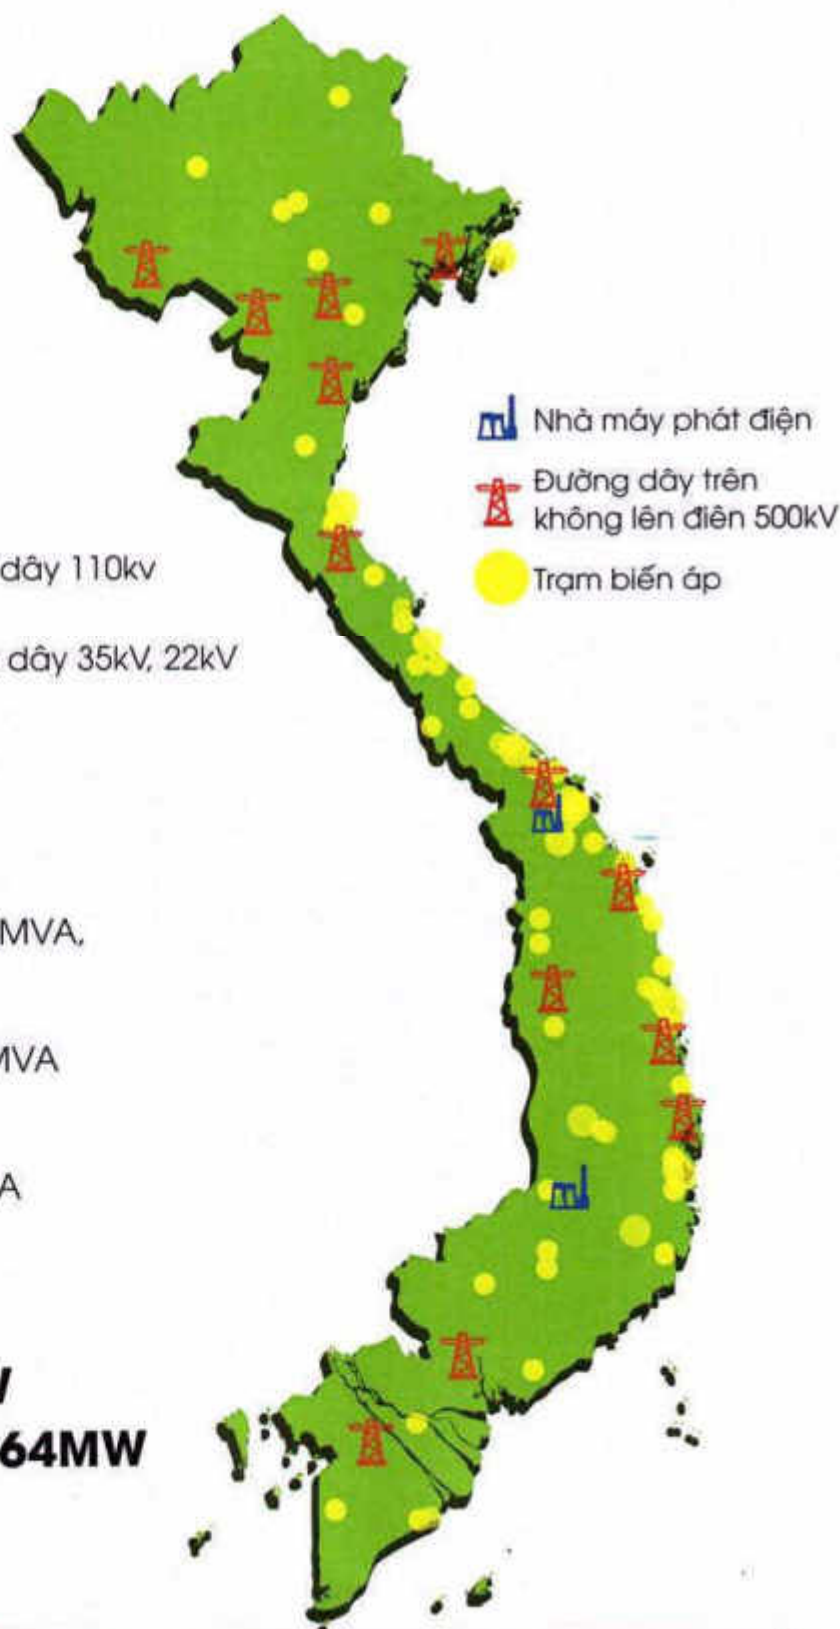 Nhà máy phát điện
Đường dây trên
không lên điên 500kV
Trạm biến áp
dây 110kv
dây 35kV, 22kV
MVA,
MVA
A
64MW